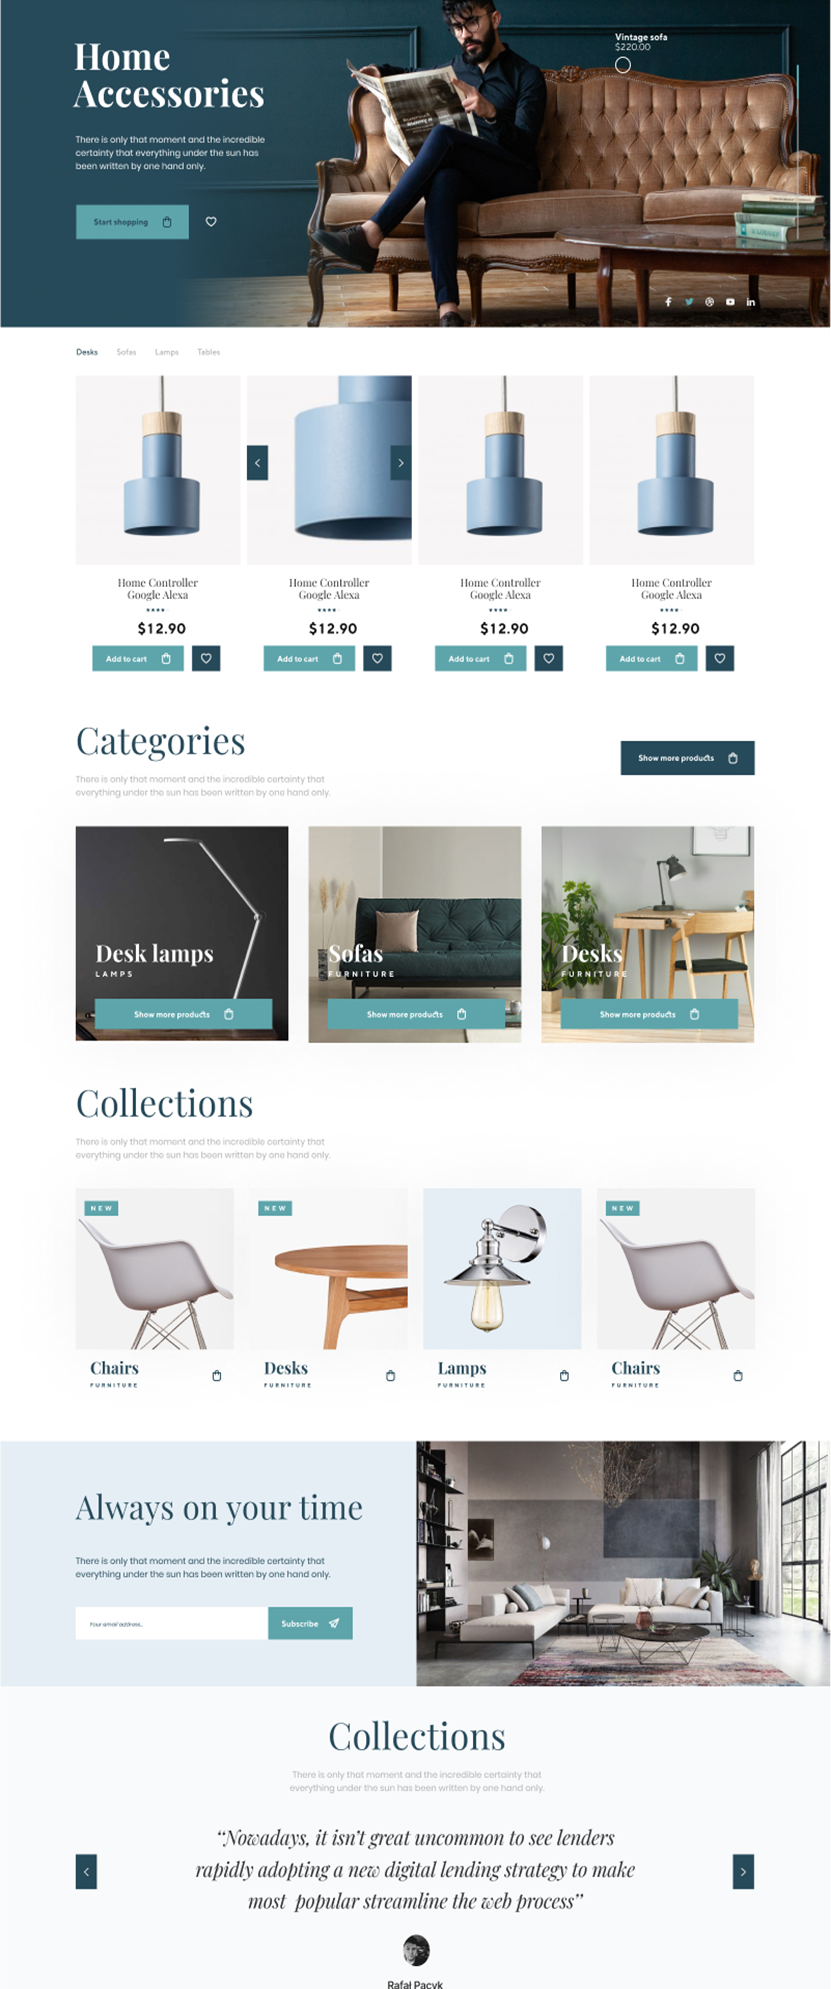 Home
Accessories
Vintage sofa
$220.00
There is only that moment and the incredible
certainty that everything under the sun has
been written by one hand only.
Start shopping
Desks Sofas Lamps Tables
Home Controller
Google Alexa
$12.90
Add to cart
Home Controller
Google Alexa
$12.90
Add to cart
Home Controller
Google Alexa
$12.90
Add to cart
Home Controller
Google Alexa
$12.90
Add to cart
Categories
There is only that moment and the incredible certainty that
everything under the sun has been written by one hand only.
Show more products
Desk lamps
LAMPS
Show more products
Sofas
FURNITURE
Show more products
Desks
FURNITURE
Show more products
Collections
There is only that moment and the incredible certainty that
everything under the sun has been written by one hand only.
NEW
Chairs
FURNITURE
NEW
Desks
FURNITURE
Lamps
FURNITURE
NEW
Chairs
FURNITURE
Always on your time
There is only that moment and the incredible certainty that
everything under the sun has been written by one hand only.
Your email address..
Subscribe
Collections
There is only that moment and the incredible certainty that
everything under the sun has been written by one hand only.
“Nowadays, it isn’t great uncommon to see lenders
rapidly adopting a new digital lending strategy to make
most popular streamline the web process”
Rafał Pacyk